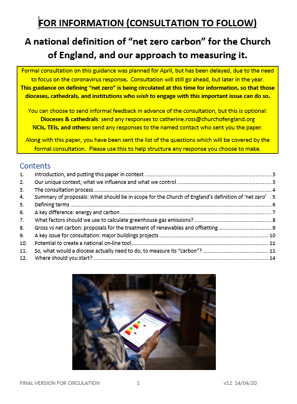 FOR INFORMATION (CONSULTATION TO FOLLOW)
A national definition of “net zero carbon” for the Church
of England, and our approach to measuring it.
Formal consultation on this guidance was planned for April, but has been delayed, due to the need
to focus on the coronavirus response. Consultation will still go ahead, but later in the year.
This guidance on defining “net zero” is being circulated at this time for information, so that those
dioceses, cathedrals, and institutions who wish to engage with this important issue can do so.
You can choose to send informal feedback in advance of the consultation, but this is optional:
Dioceses & cathedrals: send any responses to catherine.ross@churchofengland.org
NCIs, TEIs, and others: send any responses to the named contact who sent you the paper.
Along with this paper, you have been sent the list of the questions which will be covered by the
formal consultation. Please use this to help structure any response you choose to make.
Contents
1. Introduction, and putting this paper in context 3
2. Our unique context; what we influence and what we control 3
3. The consultation process 4
4. Summary of proposals: What should be in scope for the Church of England's definition of 'net zero' . 5
5. Defining terms 6
6. A key difference: energy and carbon 7
7. What factors should we use to calculate greenhouse gas emissions? 8
8. Gross vs net carbon: proposals for the treatment of renewables and offsetting 9
9. A key issue for consultation: major buildings projects 10
10. Potential to create a national on-line tool 11
11. So, what would a diocese actually need to do, to measure its “carbon”? 11
12. Where should you start? 14
FINAL VERSION FOR CIRCULATION 1 v12 14/04/20